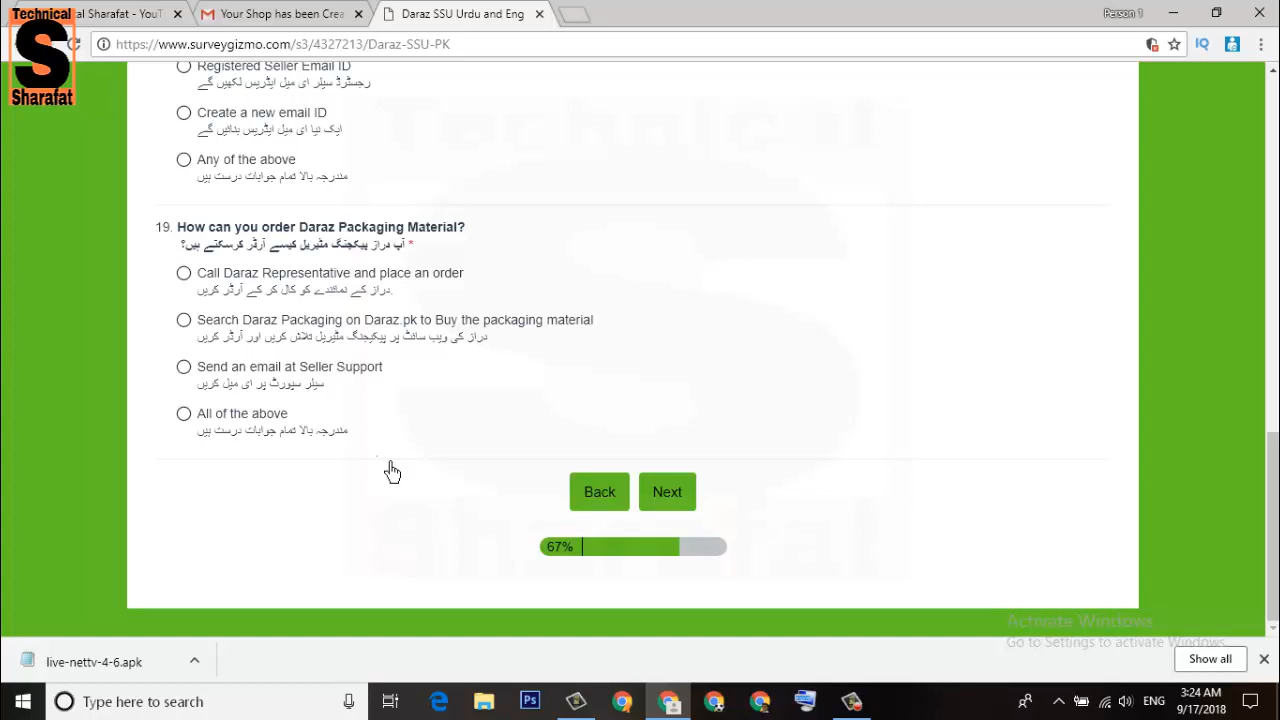 Technical
S
Sharafat
al Sharafat - YouT
Your Shop has been Crea
Daraz SSU Urdu and Eng
Person 1
https://www.surveygizmo.com/s3/4327213/Daraz-SSU-PK
IQ
Registered Seller Email ID
رجسٹرڈ سیلر ای میل ایڈریس لکھیں گے
Create a new email ID
ایک نیا ای میل ایڈریس بنائیں گے
Any of the above
مندرجہ بالا تمام جوابات درست ہیں
19. How can you order Daraz Packaging Material?
آپ دراز پیکجنگ مٹیریل کیسے آرڈر کرسکتے ہیں؟ *
Call Daraz Representative and place an order
دراز کے نمائندے کو کال کر کے آرڈر کریں.
Search Daraz Packaging on Daraz.pk to Buy the packaging material
دراز کی ویب سائٹ پر پیکیجنگ مٹیریل تلاش کریں اور آرڈر کریں
Send an email at Seller Support
سیلر سپورٹ پر ای میل کریں
All of the above
مندرجہ بالا تمام جوابات درست ہیں
Technical
S
Sharafat
Back
Next
67%
Activate Windows
Go to Settings to activate Windows.
live-nettv-4-6.apk
Show all
Type here to search
Ps
ENG
3:24 AM
9/17/2018